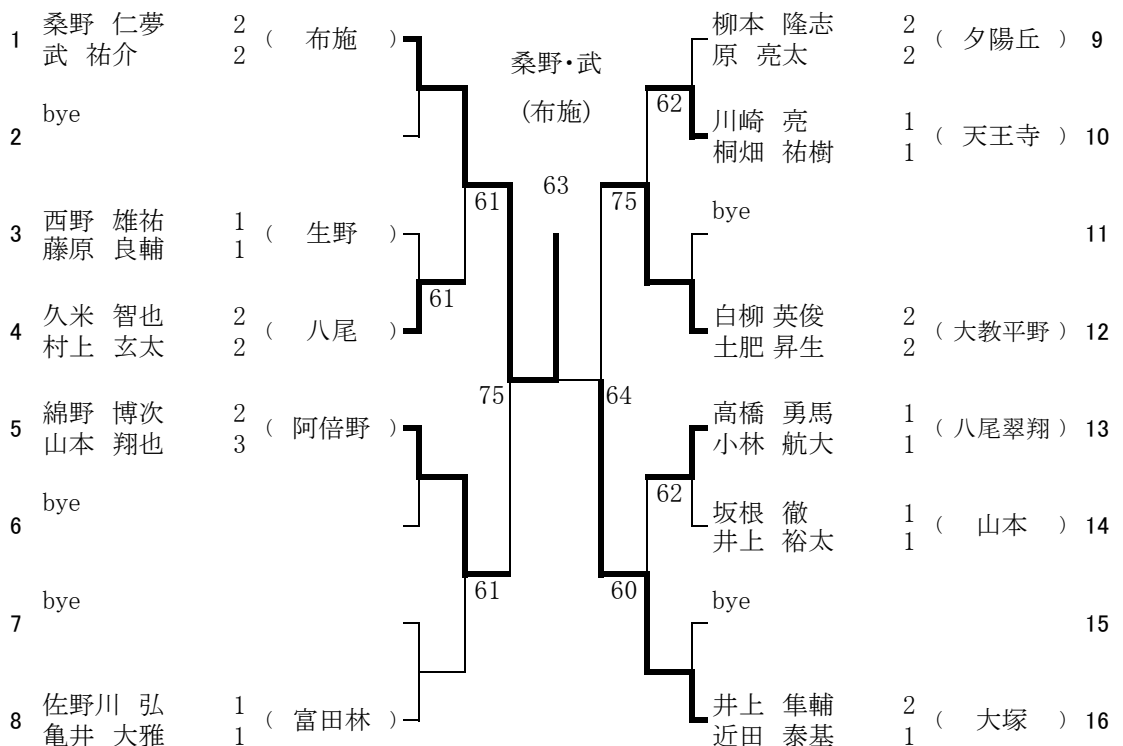 1 桑野 仁夢 2 ( 布施 )
武 祐介 2
2 bye
3 西野 雄祐 1 ( 生野 )
藤原 良輔 1
4 久米 智也 2 ( 八尾 )
村上 玄太 2
5 綿野 博次 2 ( 阿倍野 )
山本 翔也 3
6 bye
7 bye
8 佐野川 弘 1 ( 富田林 )
亀井 大雅 1
61
61
75
61
桑野・武
(布施)
63
62
75
64
62
60
柳本 隆志 2 ( 夕陽丘 ) 9
原 亮太 2
川崎 亮 1 ( 天王寺 ) 10
桐畑 祐樹 1
bye 11
白柳 英俊 2 ( 大教平野 ) 12
土肥 昇生 2
高橋 勇馬 1 ( 八尾翠翔 ) 13
小林 航大 1
坂根 徹 1 ( 山本 ) 14
井上 裕太 1
bye 15
井上 隼輔 2 ( 大塚 ) 16
近田 泰基 1